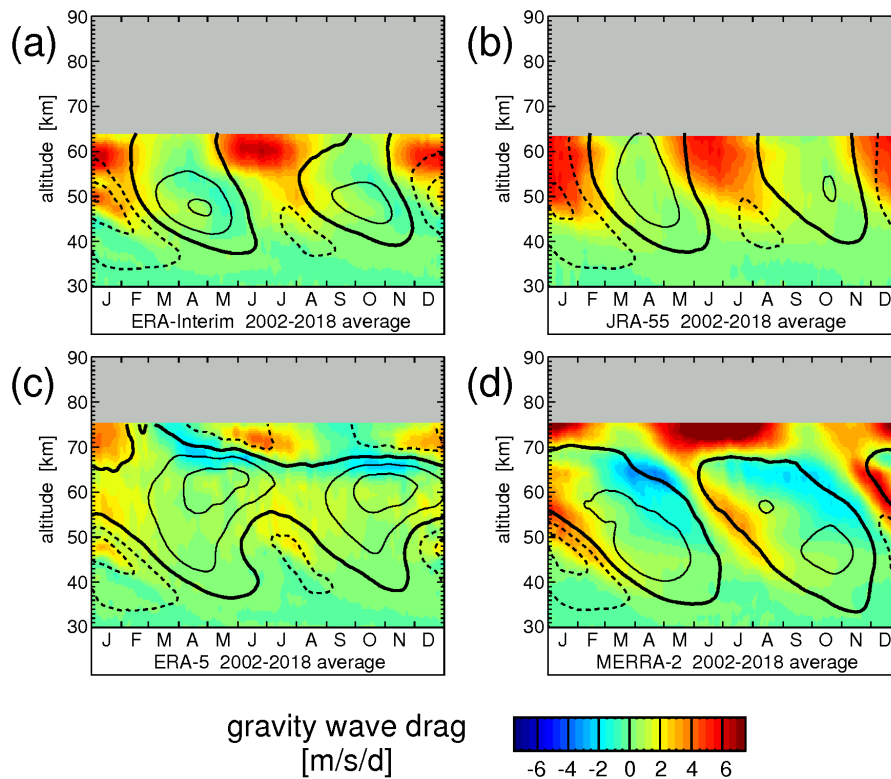 (a)
90
80
70
60
50
40
30
altitude [km]
J F M A M J J A S O N D
ERA-Interim 2002-2018 average
(b)
90
80
70
60
50
40
30
altitude [km]
J F M A M J J A S O N D
JRA-55 2002-2018 average
(c)
90
80
70
60
50
40
30
altitude [km]
J F M A M J J A S O N D
ERA-5 2002-2018 average
(d)
90
80
70
60
50
40
30
altitude [km]
J F M A M J J A S O N D
MERRA-2 2002-2018 average
gravity wave drag
[m/s/d]
-6 -4 -2 0 2 4 6